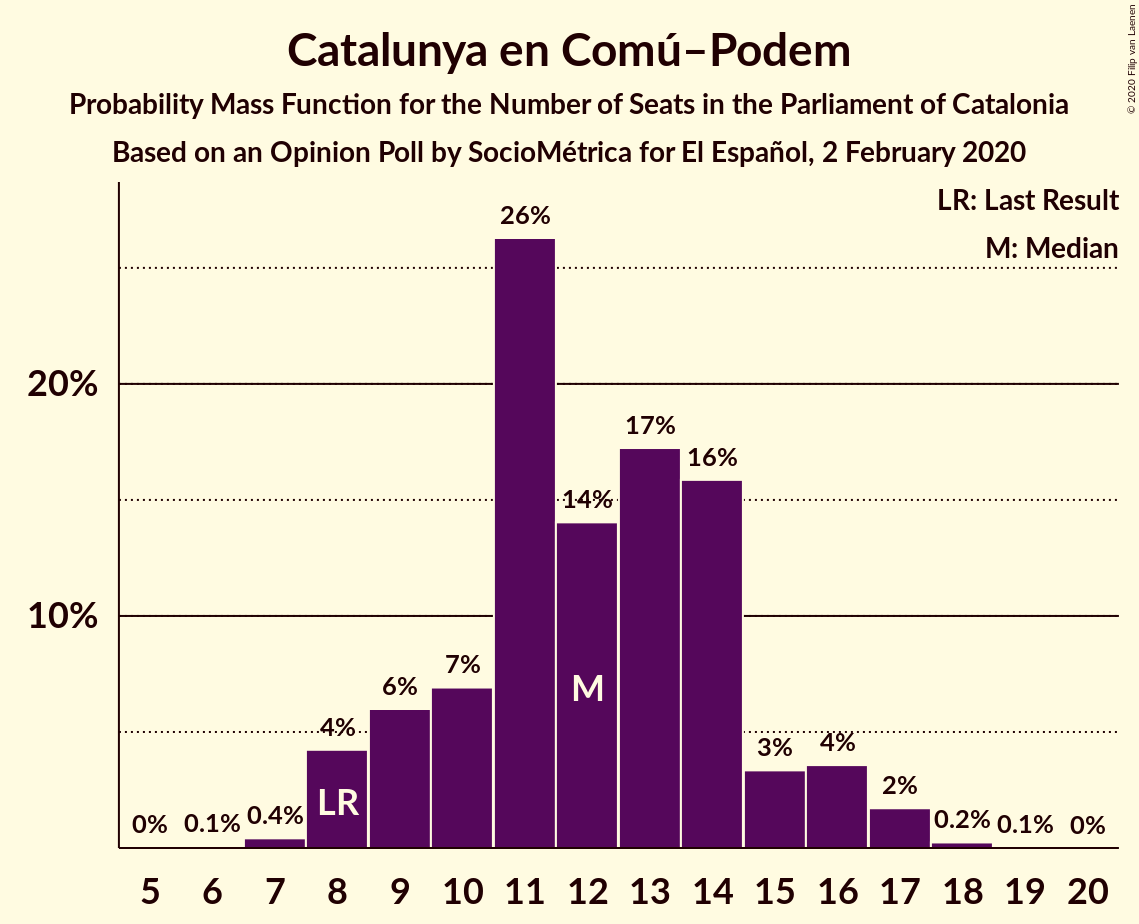 Catalunya en Comú–Podem
Probability Mass Function for the Number of Seats in the Parliament of Catalonia
Based on an Opinion Poll by SocioMétrica for El Español, 2 February 2020
© 2020 Filip van Laenen
LR: Last Result
M: Median
26%
20%
17%
16%
14%
10%
7%
M
6%
4%
3%
4%
2%
LR
0%
0.1%
0.4%
0.2%
0.1%
0%
5 6 7 8 9 10 11 12 13 14 15 16 17 18 19 20